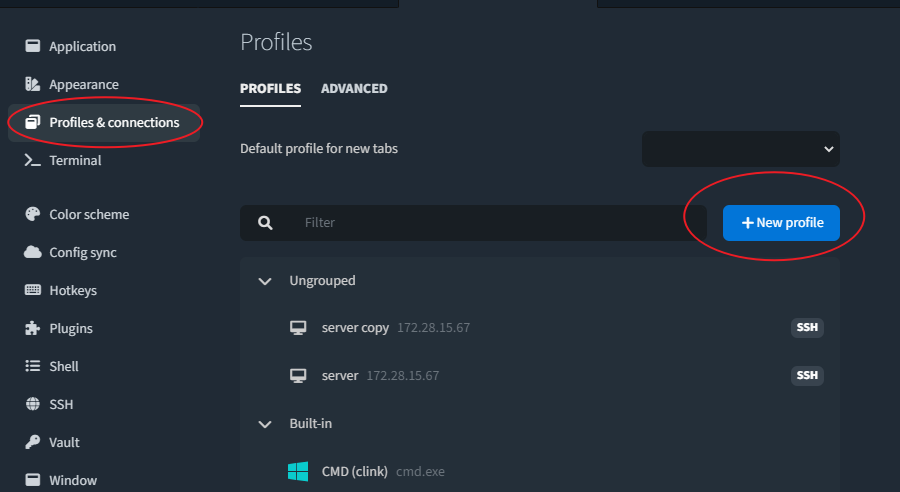 Profiles
Application
Appearance
PROFILES ADVANCED
Profiles & connections
Default profile for new tabs
Terminal
Color scheme
Filter
New profile
Config sync
Ungrouped
Hotkeys
Plugins
server copy 172.28.15.67 SSH
Shell
server 172.28.15.67 SSH
SSH
Built-in
Vault
CMD (clink) cmd.exe
Window